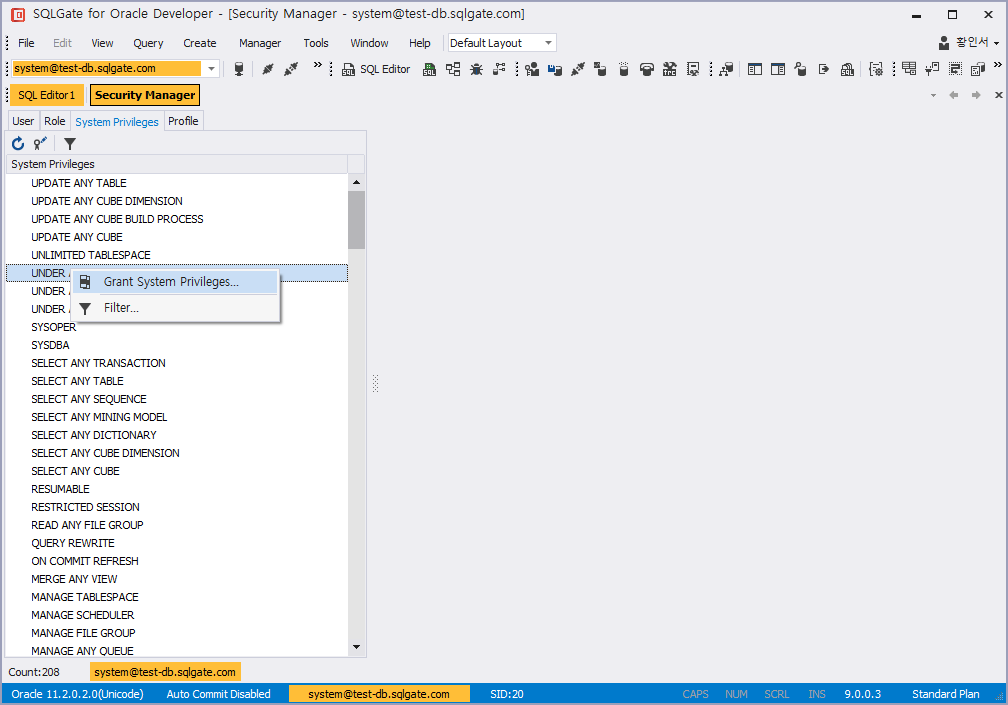 SQLGate for Oracle Developer - [Security Manager - system@test-db.sqlgate.com]
File Edit View Query Create Manager Tools Window Help Default Layout 황인서
system@test-db.sqlgate.com SQL Editor
SQL Editor1 Security Manager
User Role System Privileges Profile
System Privileges
UPDATE ANY TABLE
UPDATE ANY CUBE DIMENSION
UPDATE ANY CUBE BUILD PROCESS
UPDATE ANY CUBE
UNLIMITED TABLESPACE
UNDER
Grant System Privileges...
UNDER
UNDER
Filter...
SYSOPER
SYSDBA
SELECT ANY TRANSACTION
SELECT ANY TABLE
SELECT ANY SEQUENCE
SELECT ANY MINING MODEL
SELECT ANY DICTIONARY
SELECT ANY CUBE DIMENSION
SELECT ANY CUBE
RESUMABLE
RESTRICTED SESSION
READ ANY FILE GROUP
QUERY REWRITE
ON COMMIT REFRESH
MERGE ANY VIEW
MANAGE TABLESPACE
MANAGE SCHEDULER
MANAGE FILE GROUP
MANAGE ANY QUEUE
Count:208 system@test-db.sqlgate.com
Oracle 11.2.0.2.0(Unicode) Auto Commit Disabled system@test-db.sqlgate.com SID:20 CAPS NUM SCRL INS 9.0.0.3 Standard Plan